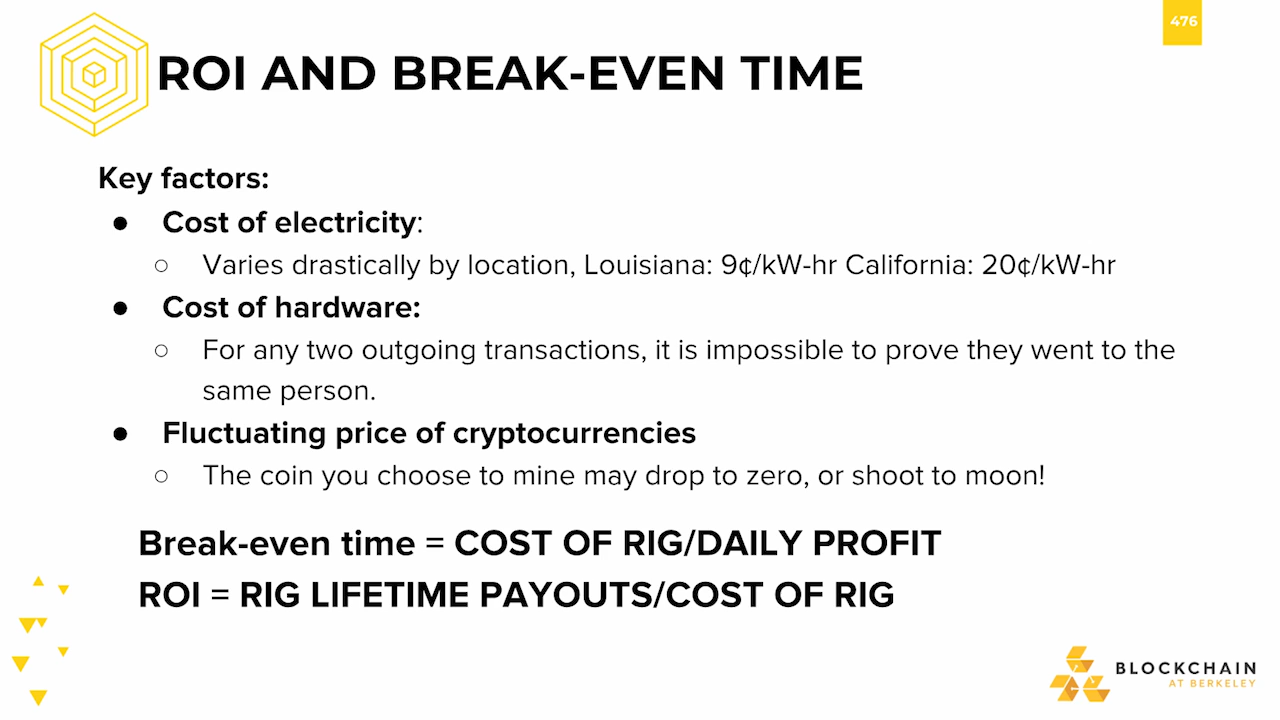 476
ROI AND BREAK-EVEN TIME
Key factors:
● Cost of electricity:
○ Varies drastically by location, Louisiana: 9¢/kW-hr California: 20¢/kW-hr
● Cost of hardware:
○ For any two outgoing transactions, it is impossible to prove they went to the
same person.
● Fluctuating price of cryptocurrencies
○ The coin you choose to mine may drop to zero, or shoot to moon!
Break-even time = COST OF RIG/DAILY PROFIT
ROI = RIG LIFETIME PAYOUTS/COST OF RIG
BLOCKCHAIN
AT BERKELEY